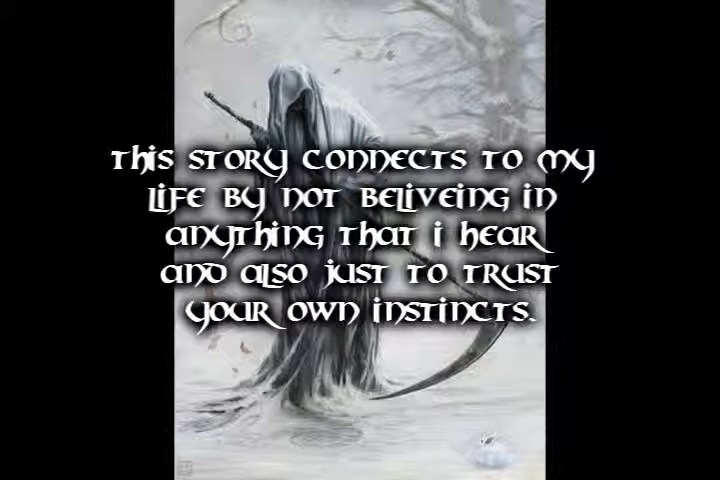 This story connects to my
life by not beliveing in
anything that i hear
and also just to trust
your own instincts.